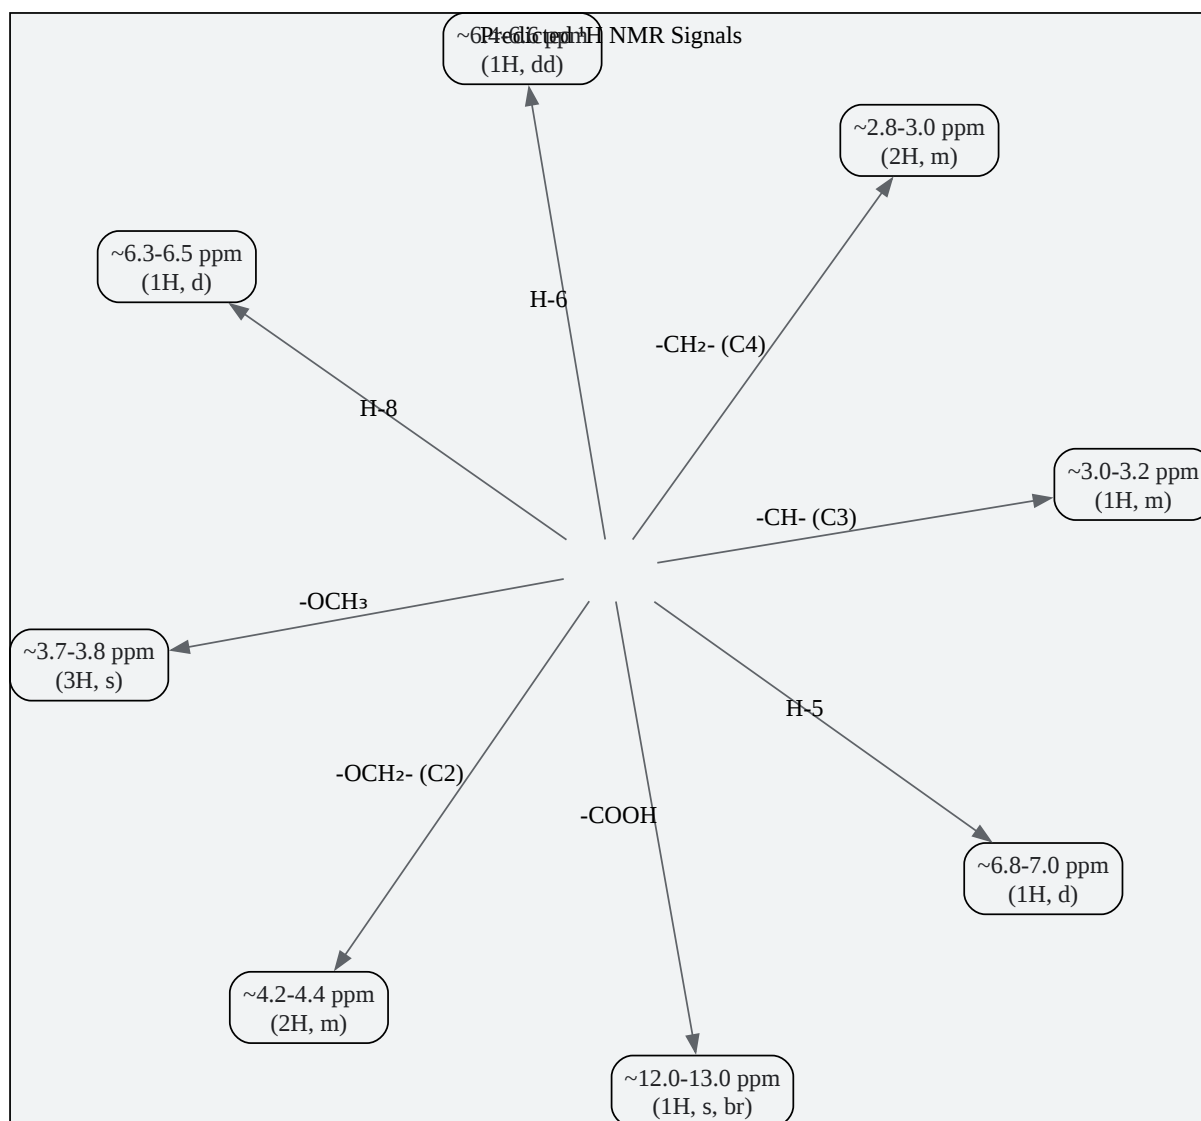 ~6.4-6.6 ppm
(1H, dd)
Predicted ¹H NMR Signals
~2.8-3.0 ppm
(2H, m)
~6.3-6.5 ppm
(1H, d)
H-6
-CH₂- (C4)
H-8
~3.0-3.2 ppm
(1H, m)
-CH- (C3)
-OCH₃
~3.7-3.8 ppm
(3H, s)
H-5
-OCH₂- (C2)
-COOH
~6.8-7.0 ppm
(1H, d)
~4.2-4.4 ppm
(2H, m)
~12.0-13.0 ppm
(1H, s, br)